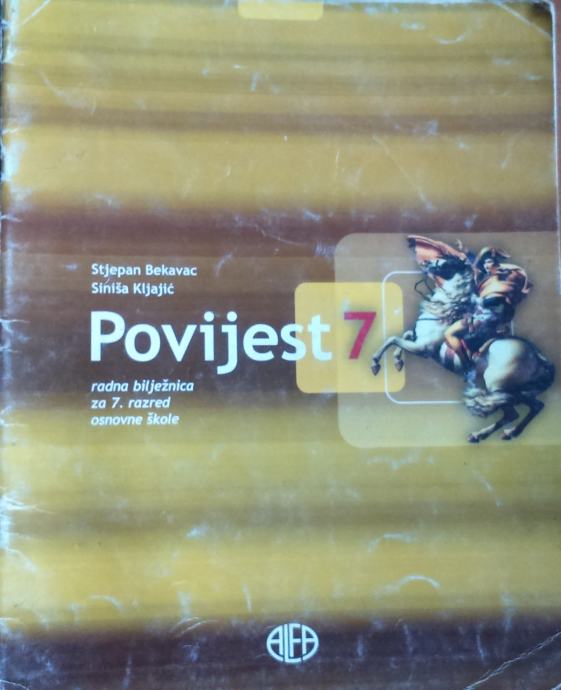 Stjepan Bekavac
Siniša Kljajić
Povijest 7
radna bilježnica
za 7. razred
osnovne škole
ALFA